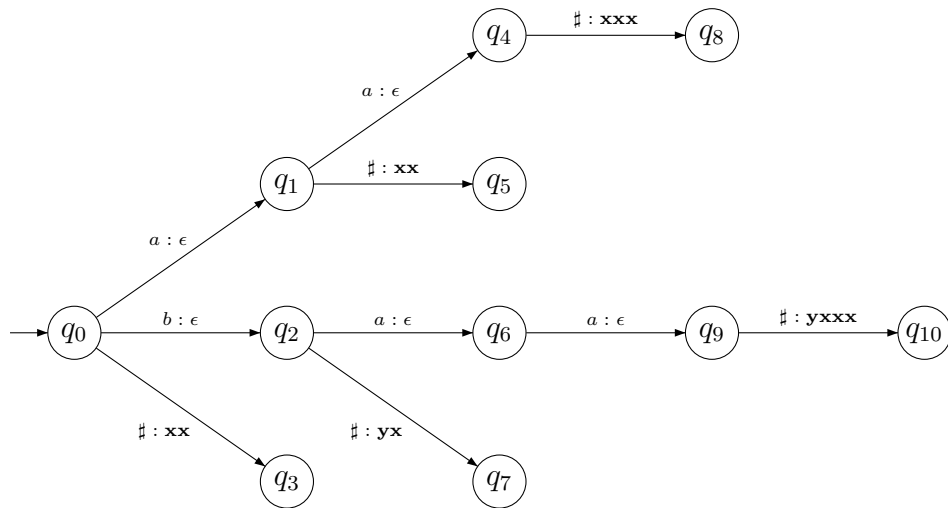 q₄
♯ : xxx
q₈
a : ϵ
q₁
♯ : xx
q₅
a : ϵ
q₀
b : ϵ
q₂
a : ϵ
q₆
a : ϵ
q₉
♯ : yxxx
q₁₀
♯ : xx
♯ : yx
q₃
q₇